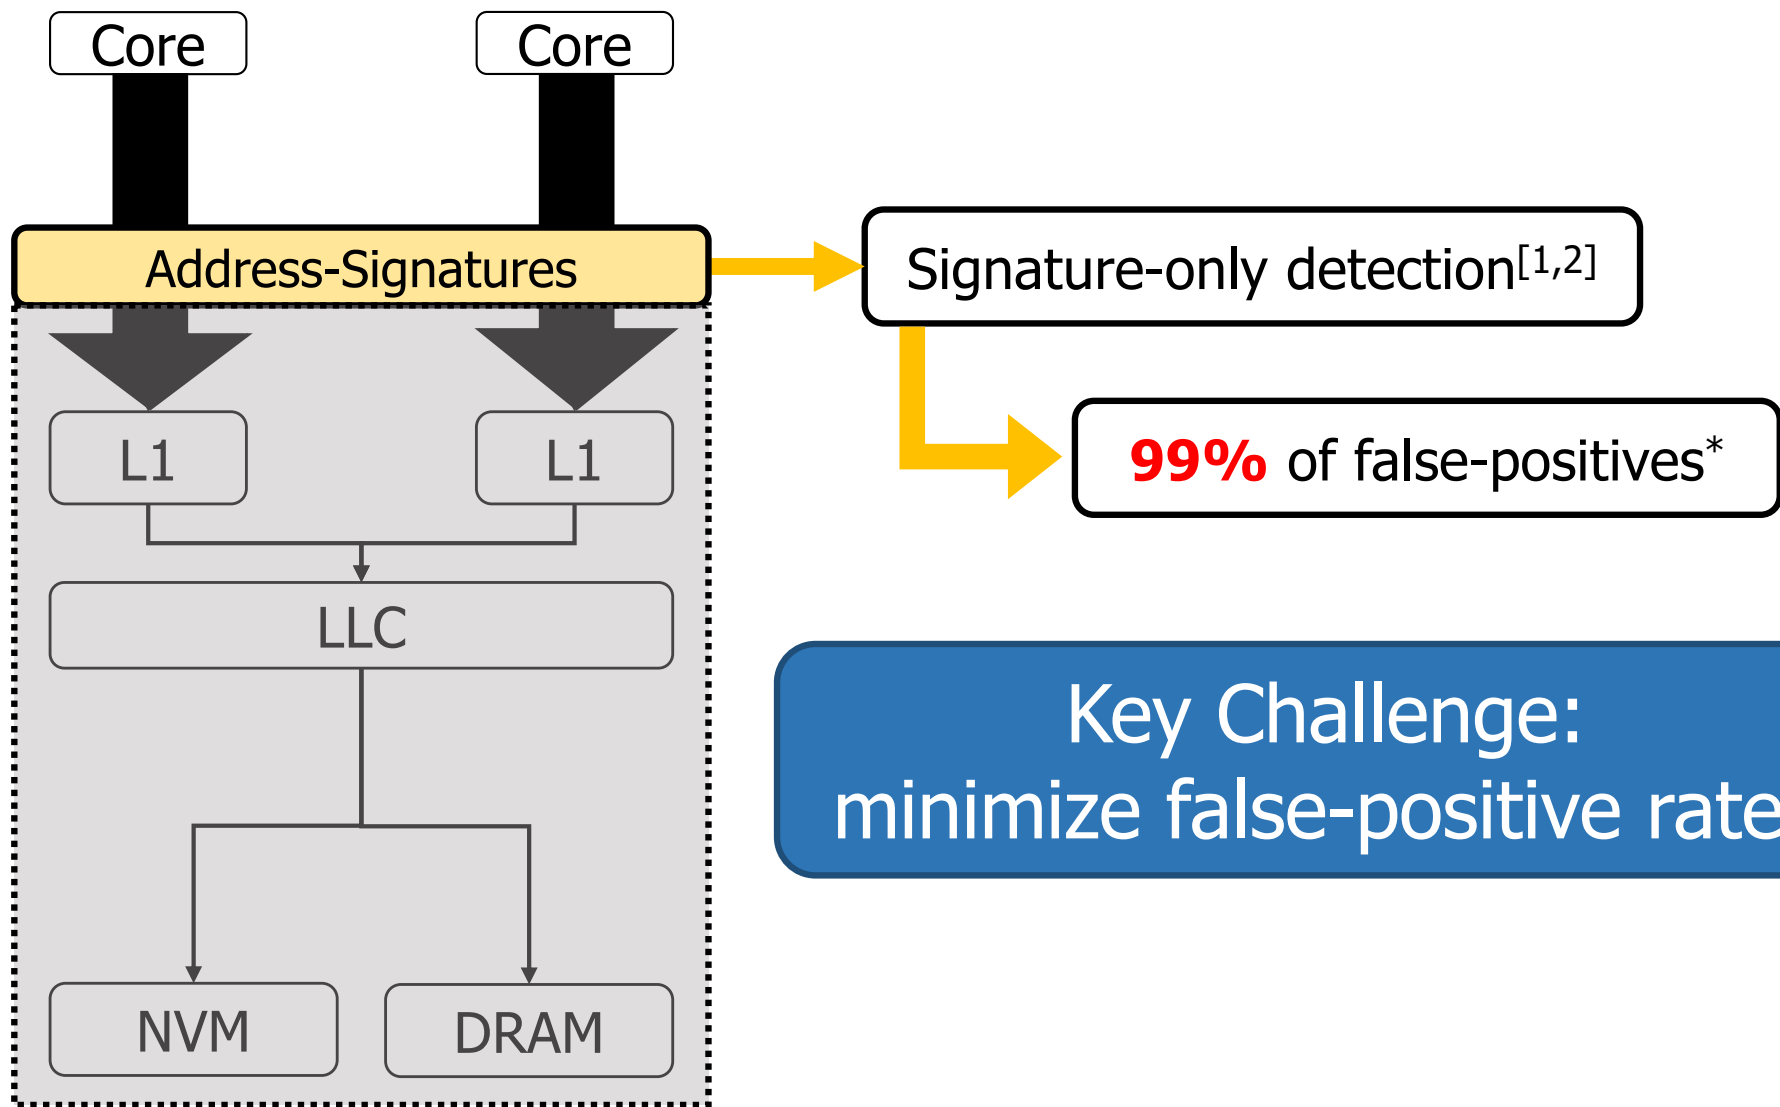 Core
Core
Address-Signatures
Signature-only detection[1,2]
L1
L1
99% of false-positives*
LLC
Key Challenge:
minimize false-positive rate
NVM
DRAM